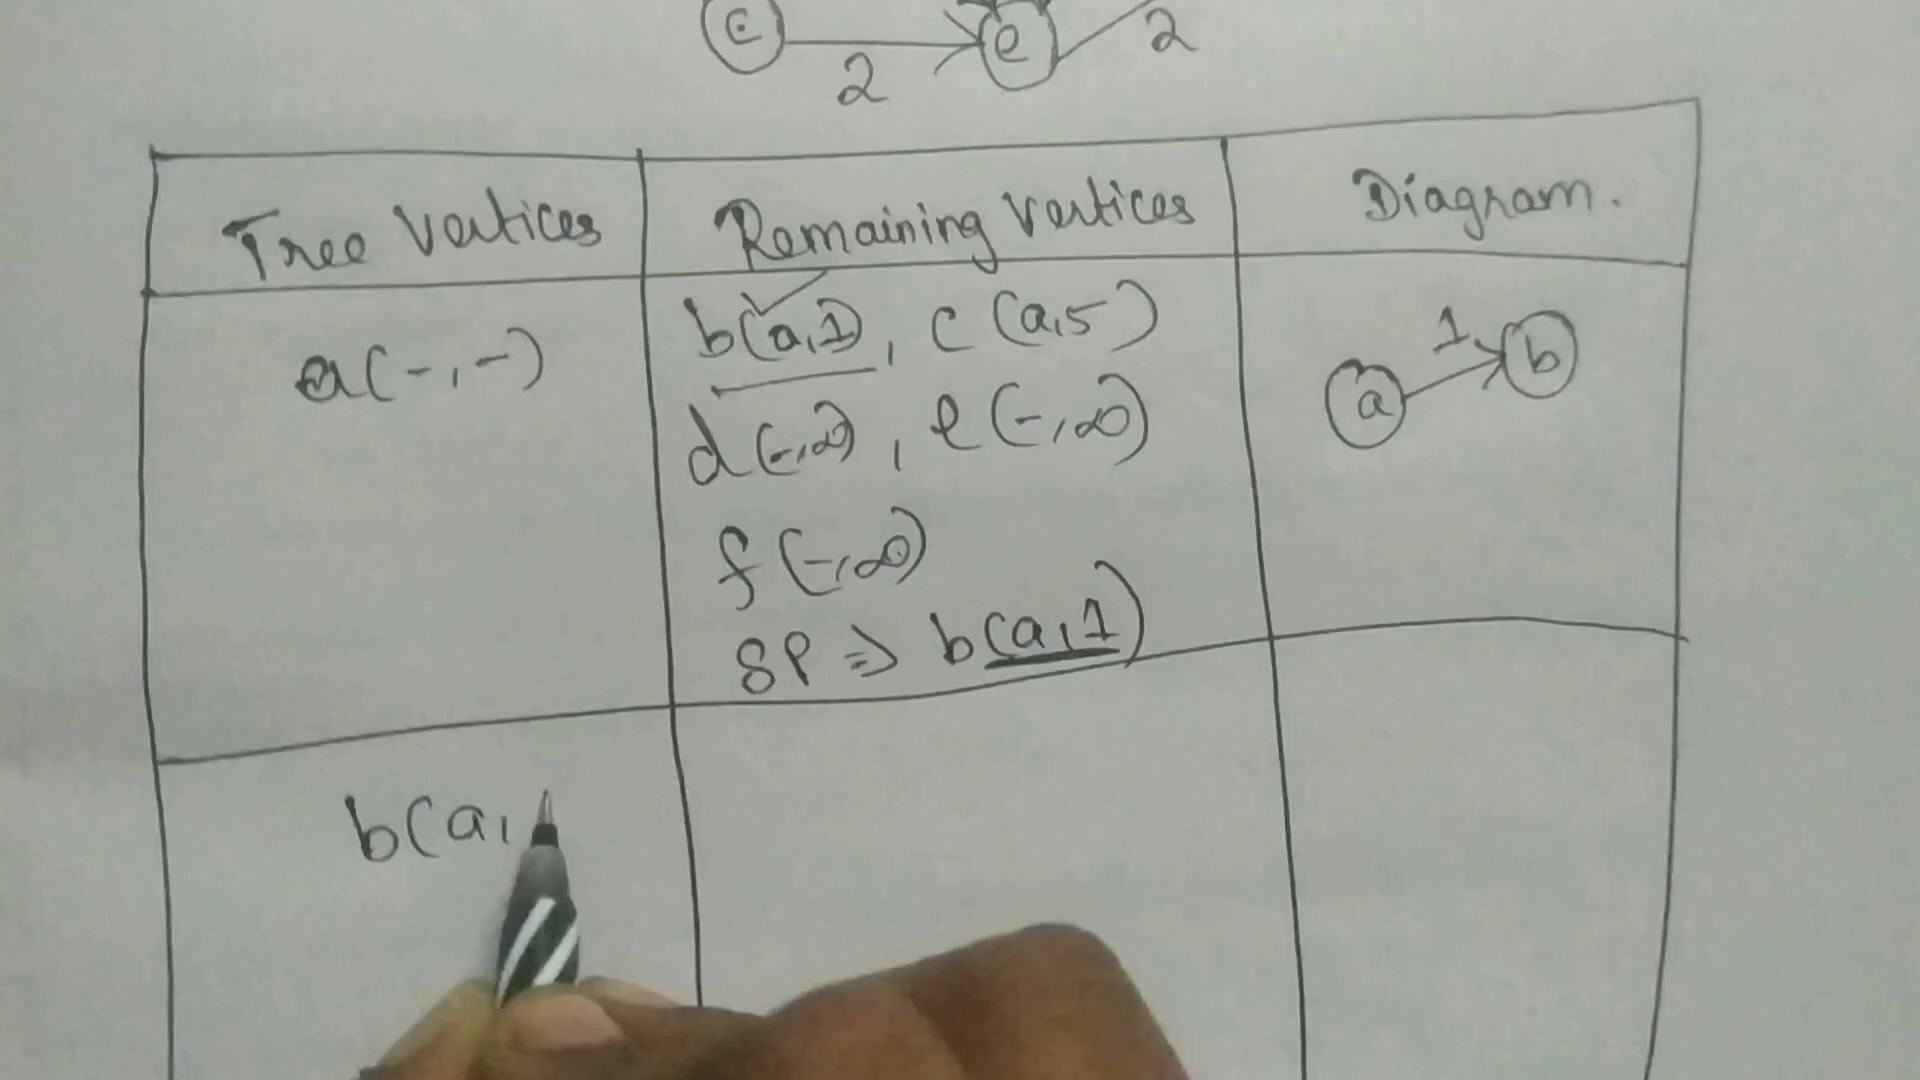 c e 2
2
Tree Vertices Remaining Vertices Diagram.
a(-,-) b(a,1), c(a,5) a 1 b
d(-,∞), e(-,∞)
f(-,∞)
SP ⇒ b(a,1)
b(a,